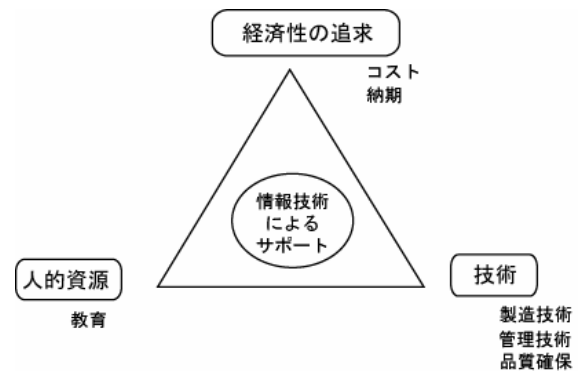 経済性の追求
コスト
納期
情報技術
による
サポート
人的資源
教育
技術
製造技術
管理技術
品質確保